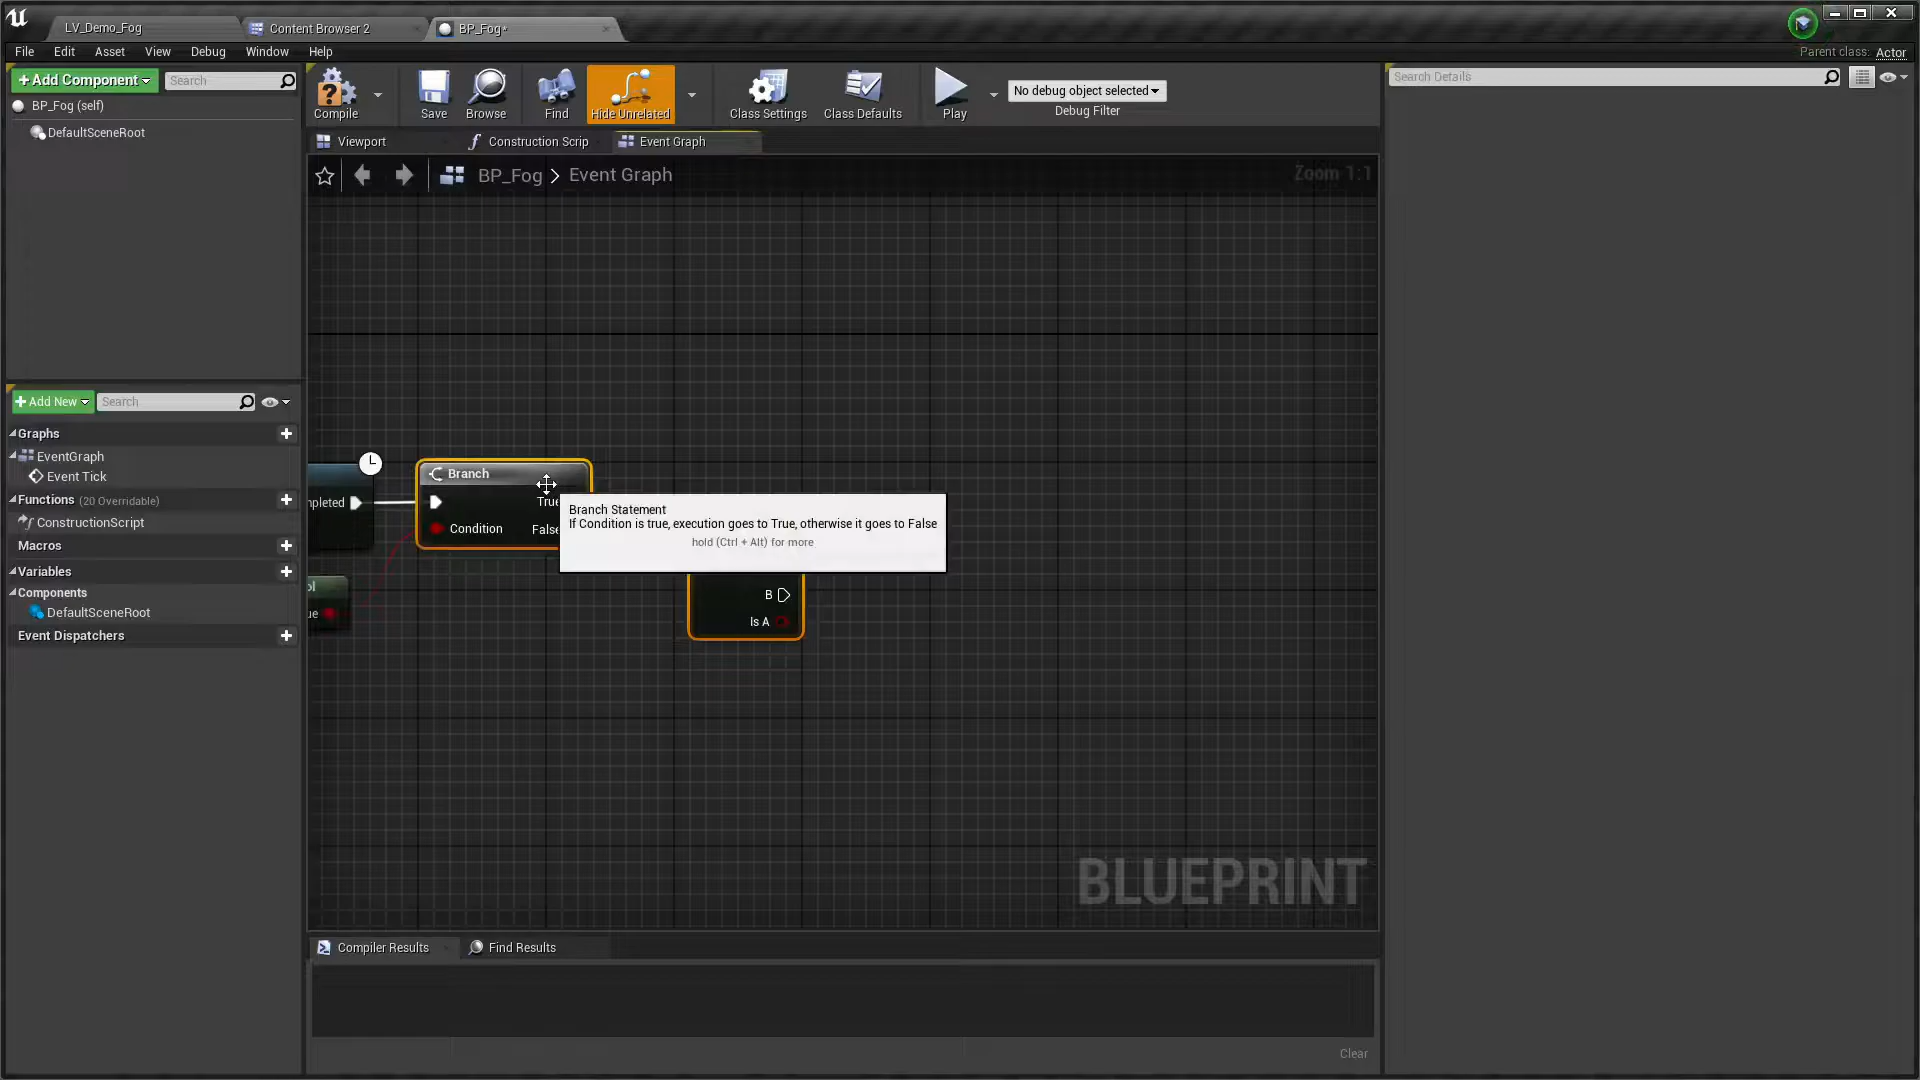 LV_Demo_Fog
Content Browser 2
BP_Fog*
File Edit Asset View Debug Window Help
Parent class: Actor
+Add Component
Search
BP_Fog (self)
DefaultSceneRoot
Compile
Save
Browse
Find
Hide Unrelated
Class Settings
Class Defaults
Play
No debug object selected
Debug Filter
Search Details
Viewport
Construction Scrip
Event Graph
BP_Fog > Event Graph
Zoom 1:1
+Add New
Search
Graphs
EventGraph
Event Tick
Functions (20 Overridable)
ConstructionScript
Macros
Variables
Components
DefaultSceneRoot
Event Dispatchers
mpleted
Branch
True
Condition
False
ol
ue
Branch Statement
If Condition is true, execution goes to True, otherwise it goes to False
hold (Ctrl + Alt) for more
B
Is A
BLUEPRINT
Compiler Results
Find Results
Clear